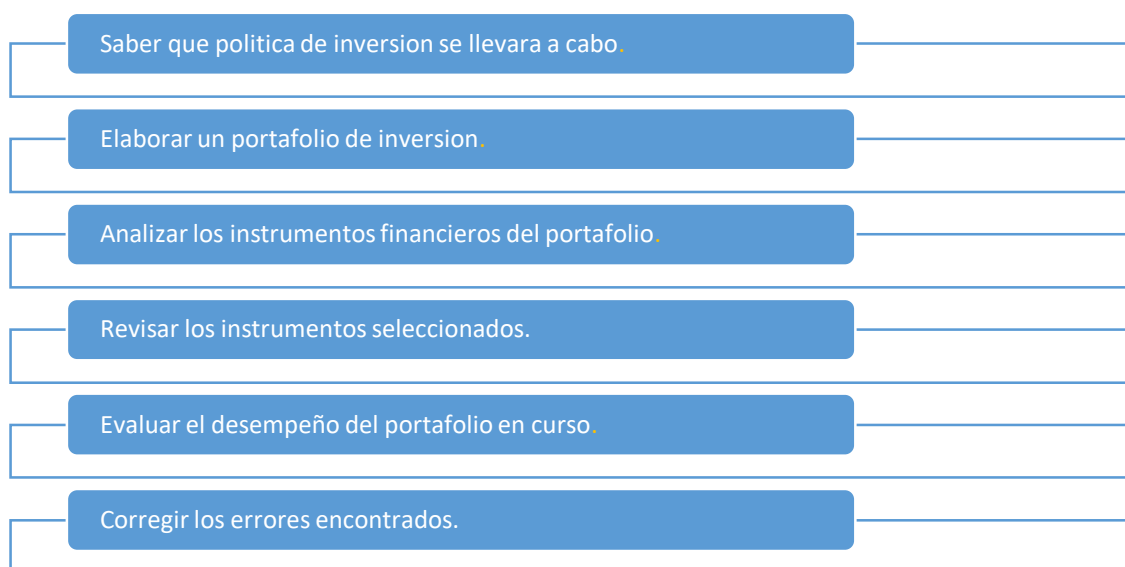 Saber que politica de inversion se llevara a cabo.
Elaborar un portafolio de inversion.
Analizar los instrumentos financieros del portafolio.
Revisar los instrumentos seleccionados.
Evaluar el desempeño del portafolio en curso.
Corregir los errores encontrados.